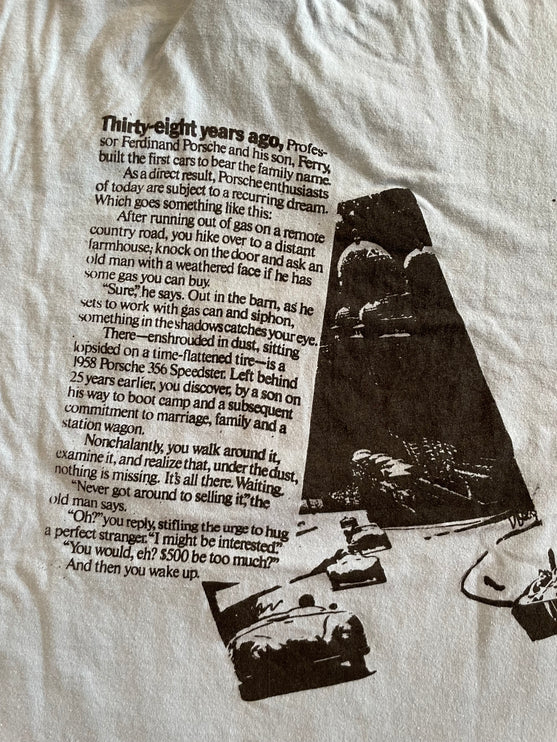 Thirty-eight years ago, Profes-
sor Ferdinand Porsche and his son, Ferry,
built the first cars to bear the family name.
As a direct result, Porsche enthusiasts
of today are subject to a recurring dream.
Which goes something like this:
After running out of gas on a remote
country road, you hike over to a distant
farmhouse, knock on the door and ask an
old man with a weathered face if he has
some gas you can buy.
"Sure," he says. Out in the barn, as he
sets to work with gas can and siphon,
something in the shadows catches your eye.
There—enshrouded in dust, sitting
lopsided on a time-flattened tire—is a
1958 Porsche 356 Speedster. Left behind
25 years earlier, you discover, by a son on
his way to boot camp and a subsequent
commitment to marriage, family and a
station wagon.
Nonchalantly, you walk around it,
examine it, and realize that, under the dust,
nothing is missing. It's all there. Waiting.
"Never got around to selling it," the
old man says.
"Oh?" you reply, stifling the urge to hug
a perfect stranger. "I might be interested."
"You would, eh? $500 be too much?"
And then you wake up.